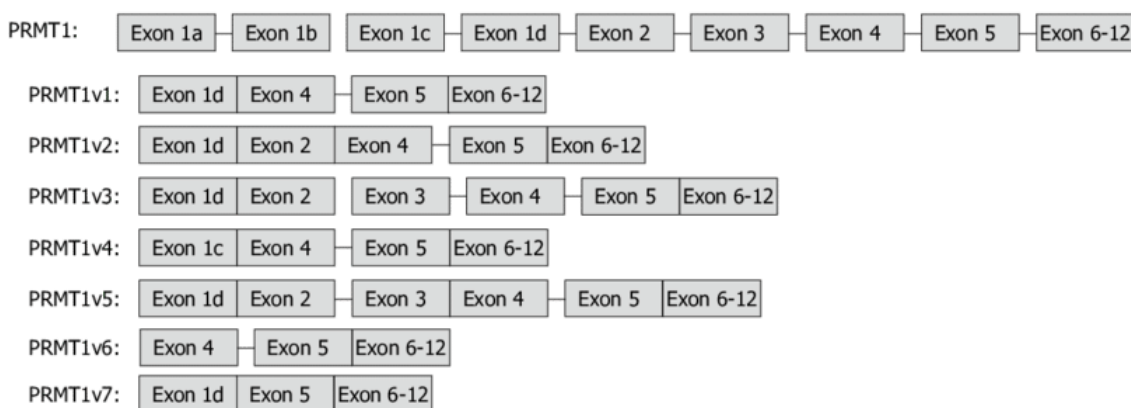 PRMT1: Exon 1a Exon 1b Exon 1c Exon 1d Exon 2 Exon 3 Exon 4 Exon 5 Exon 6-12
PRMT1v1: Exon 1d Exon 4 Exon 5 Exon 6-12
PRMT1v2: Exon 1d Exon 2 Exon 4 Exon 5 Exon 6-12
PRMT1v3: Exon 1d Exon 2 Exon 3 Exon 4 Exon 5 Exon 6-12
PRMT1v4: Exon 1c Exon 4 Exon 5 Exon 6-12
PRMT1v5: Exon 1d Exon 2 Exon 3 Exon 4 Exon 5 Exon 6-12
PRMT1v6: Exon 4 Exon 5 Exon 6-12
PRMT1v7: Exon 1d Exon 5 Exon 6-12